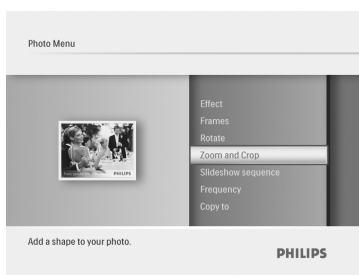 Photo Menu
Effect
Frames
Rotate
Zoom and Crop
Slideshow sequence
Frequency
Copy to
PHILIPS
Add a shape to your photo.
PHILIPS